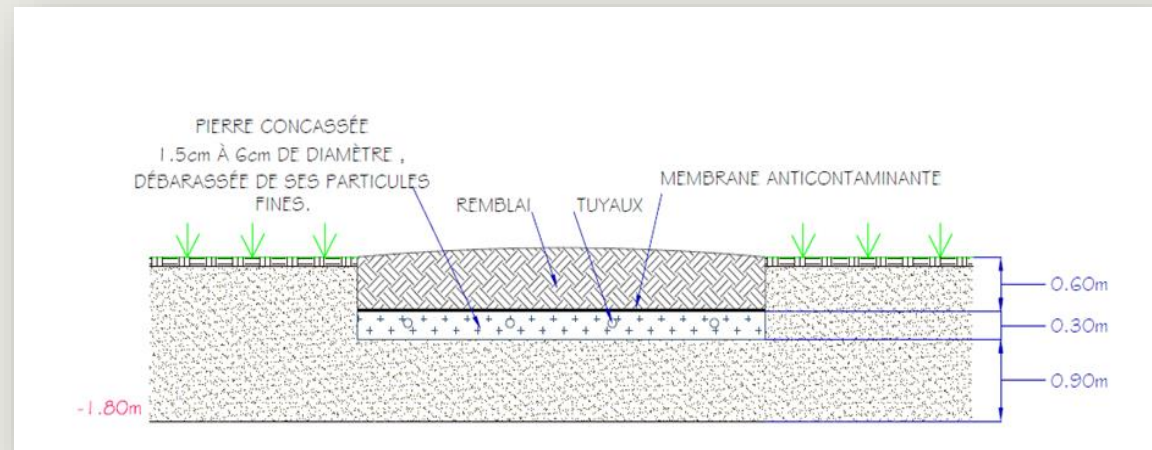 PIERRE CONCASSÉE
1.5cm À 6cm DE DIAMÈTRE ,
DÉBARASSÉE DE SES PARTICULES
FINES.
REMBLAI
TUYAUX
MEMBRANE ANTICONTAMINANTE
0.60m
0.30m
0.90m
-1.80m